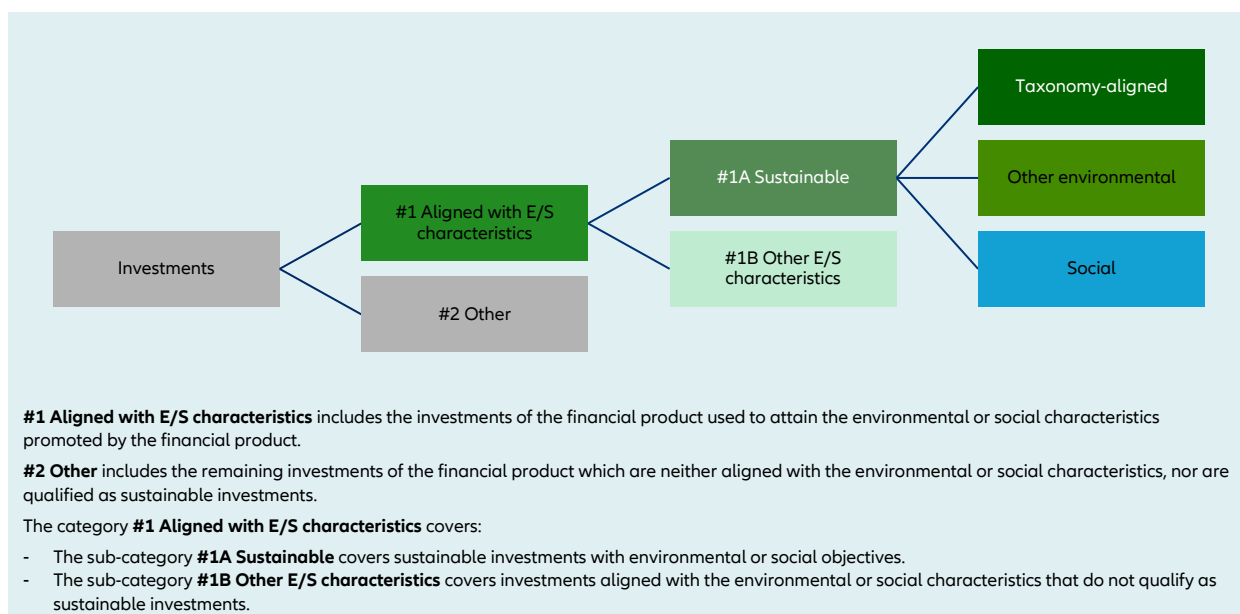 Taxonomy-aligned
#1A Sustainable
Other environmental
#1 Aligned with E/S
characteristics
#1B Other E/S
characteristics
Investments
Social
#2 Other
#1 Aligned with E/S characteristics includes the investments of the financial product used to attain the environmental or social characteristics
promoted by the financial product.
#2 Other includes the remaining investments of the financial product which are neither aligned with the environmental or social characteristics, nor are
qualified as sustainable investments.
The category #1 Aligned with E/S characteristics covers:
- The sub-category #1A Sustainable covers sustainable investments with environmental or social objectives.
- The sub-category #1B Other E/S characteristics covers investments aligned with the environmental or social characteristics that do not qualify as
sustainable investments.